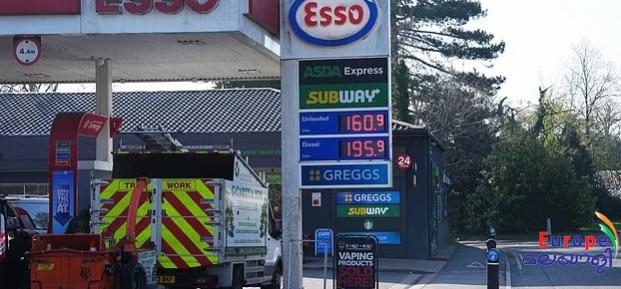 ESSO
4.4m
Esso
ASDA Express
SUBWAY
Unleaded 160.9
Diesel 195.9
GREGGS
24
GREGGS
SUBWAY
TREE WORK
VAPING
PRODUCTS
SOLD
HERE
Europe
മലയാളി